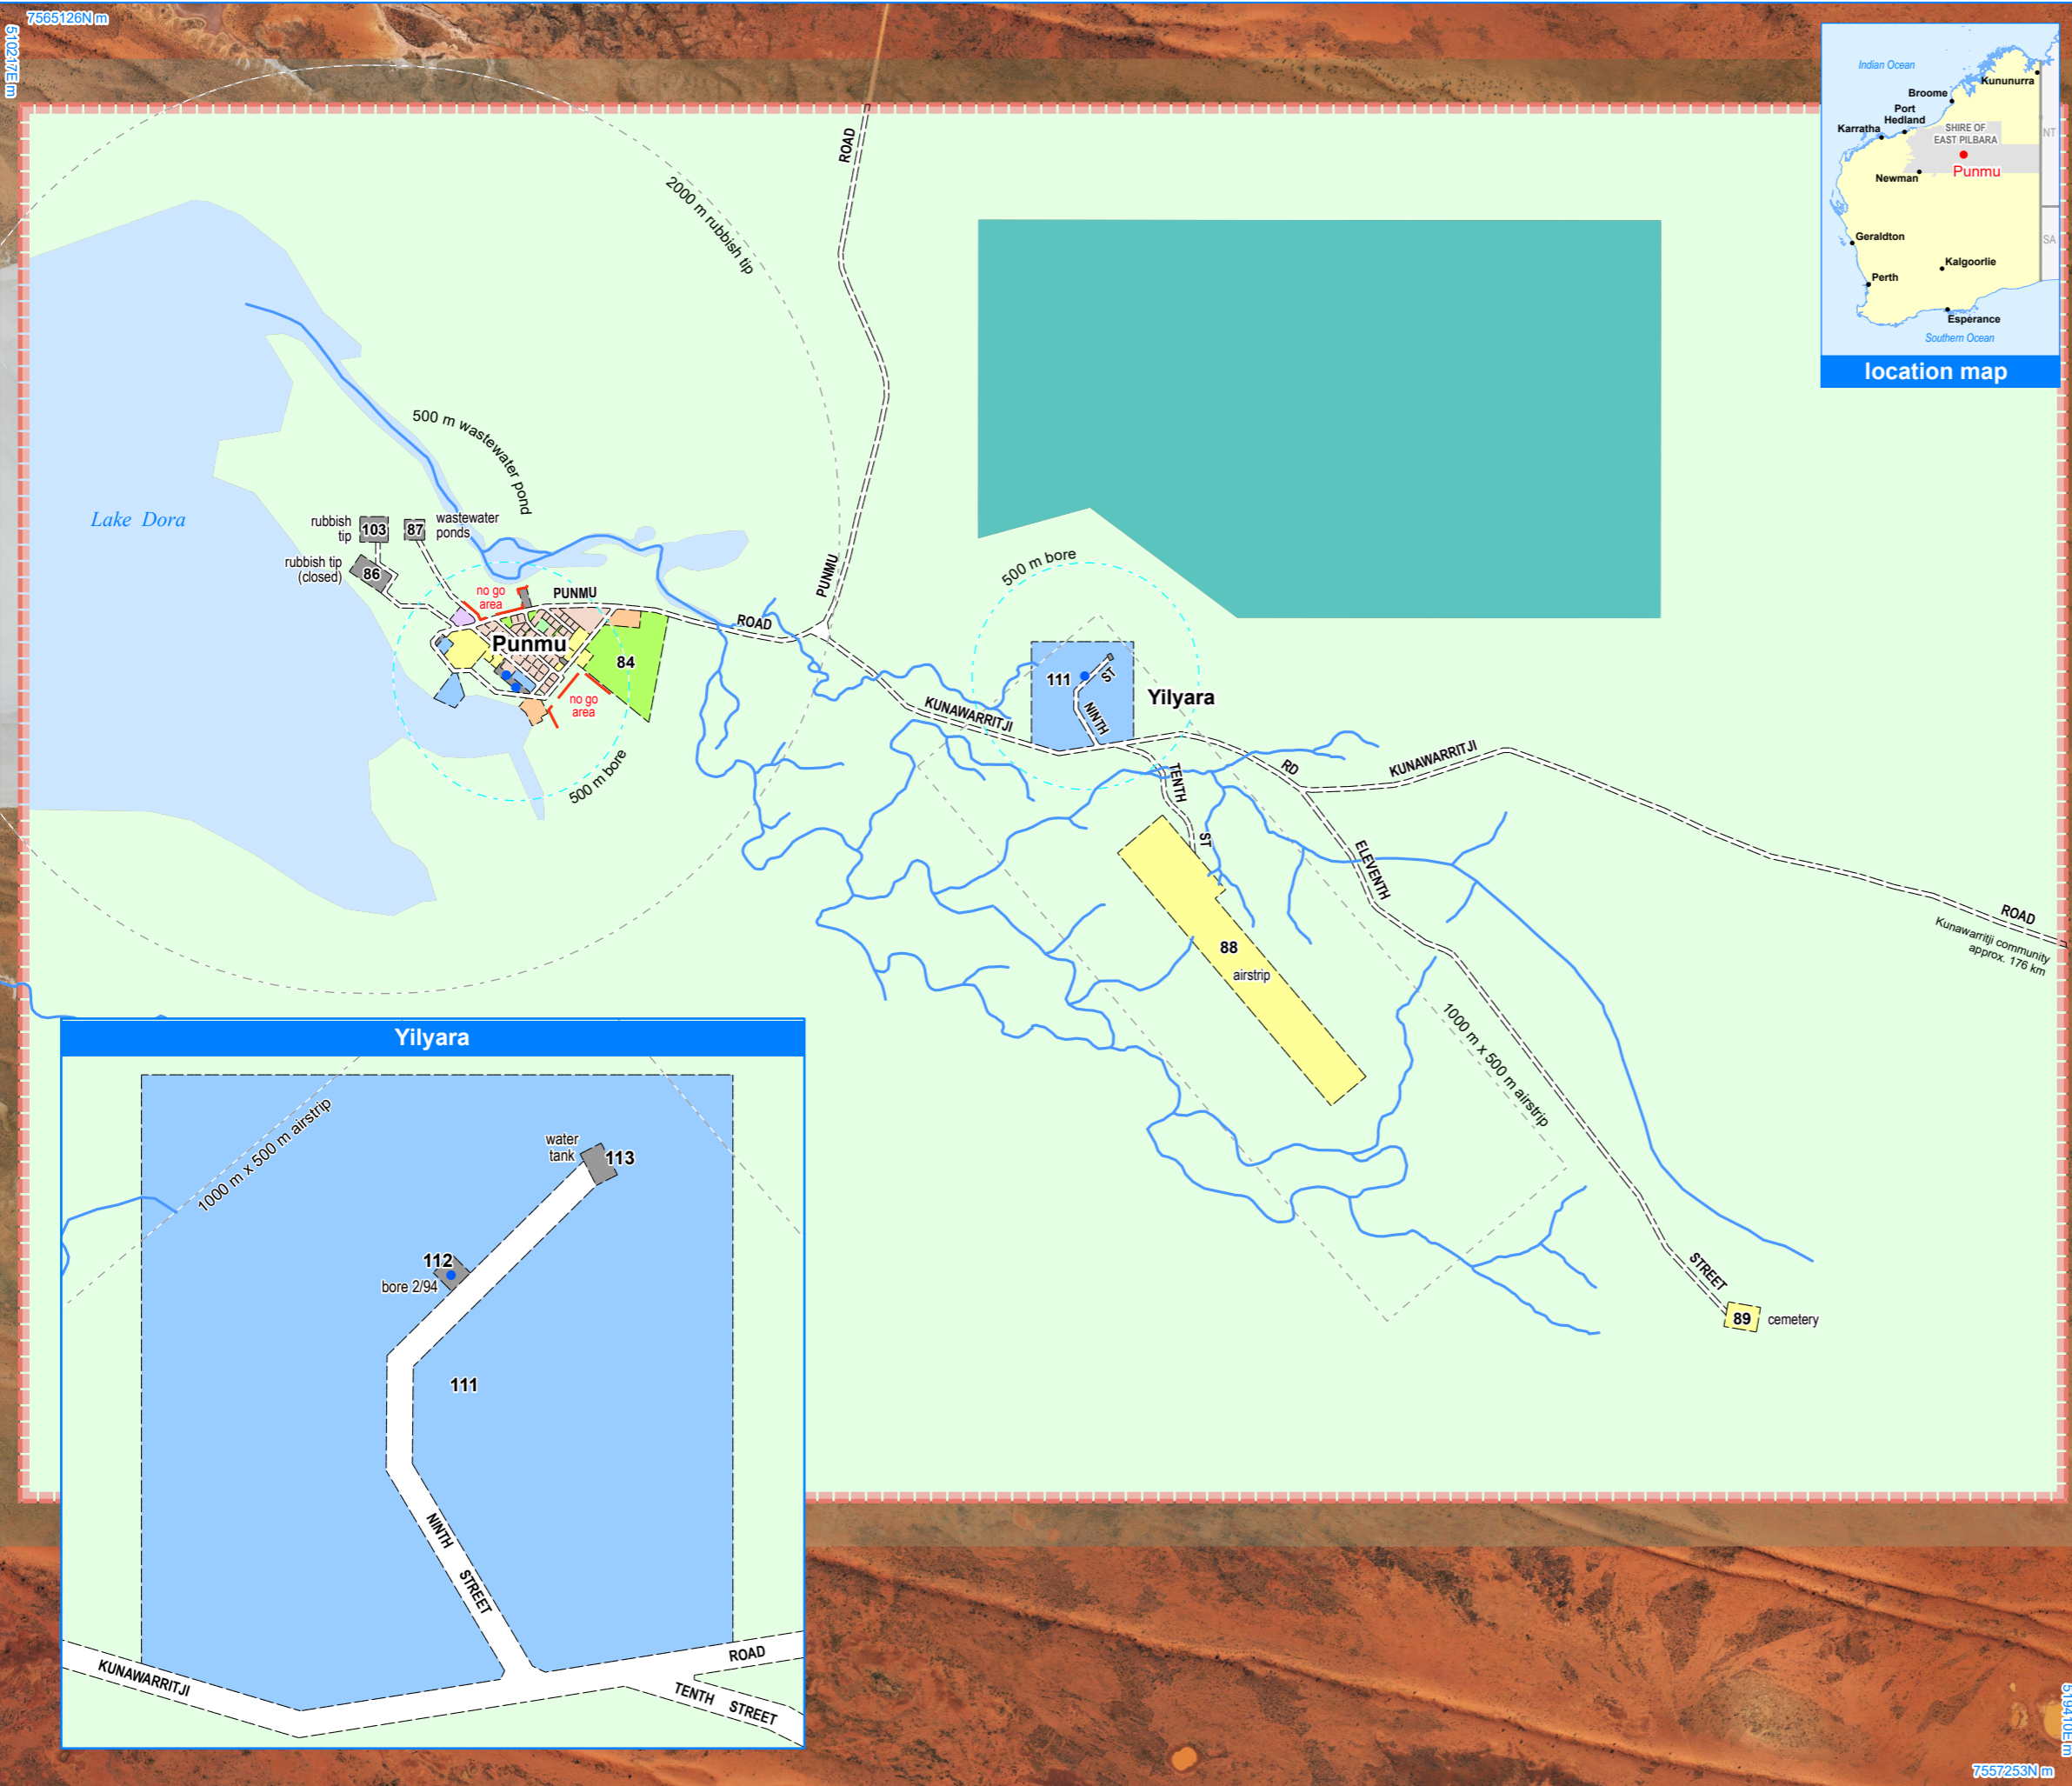 7565126N m
510217E m
ROAD
2000 m rubbish tip
Indian Ocean
Kununurra
Broome
Port
Hedland
Karratha
SHIRE OF
EAST PILBARA
NT
Punmu
Newman
Geraldton
SA
Kalgoorlie
Perth
Esperance
Southern Ocean
location map
500 m wastewater pond
Lake Dora
rubbish
tip
103
87
wastewater
ponds
rubbish tip
(closed)
86
no go
area
PUNMU
Punmu
84
no go
area
500 m bore
ROAD
PUNMU
500 m bore
111
ST
NINTH
Yilyara
KUNAWARRITJI
RD
KUNAWARRITJI
TENTH
ST
ELEVENTH
ROAD
Kunawarritji community
approx. 176 km
88
airstrip
1000 m x 500 m airstrip
STREET
89
cemetery
Yilyara
1000 m x 500 m airstrip
water
tank
113
112
bore 2/94
111
NINTH
STREET
KUNAWARRITJI
ROAD
TENTH STREET
519410E m
7557253N m